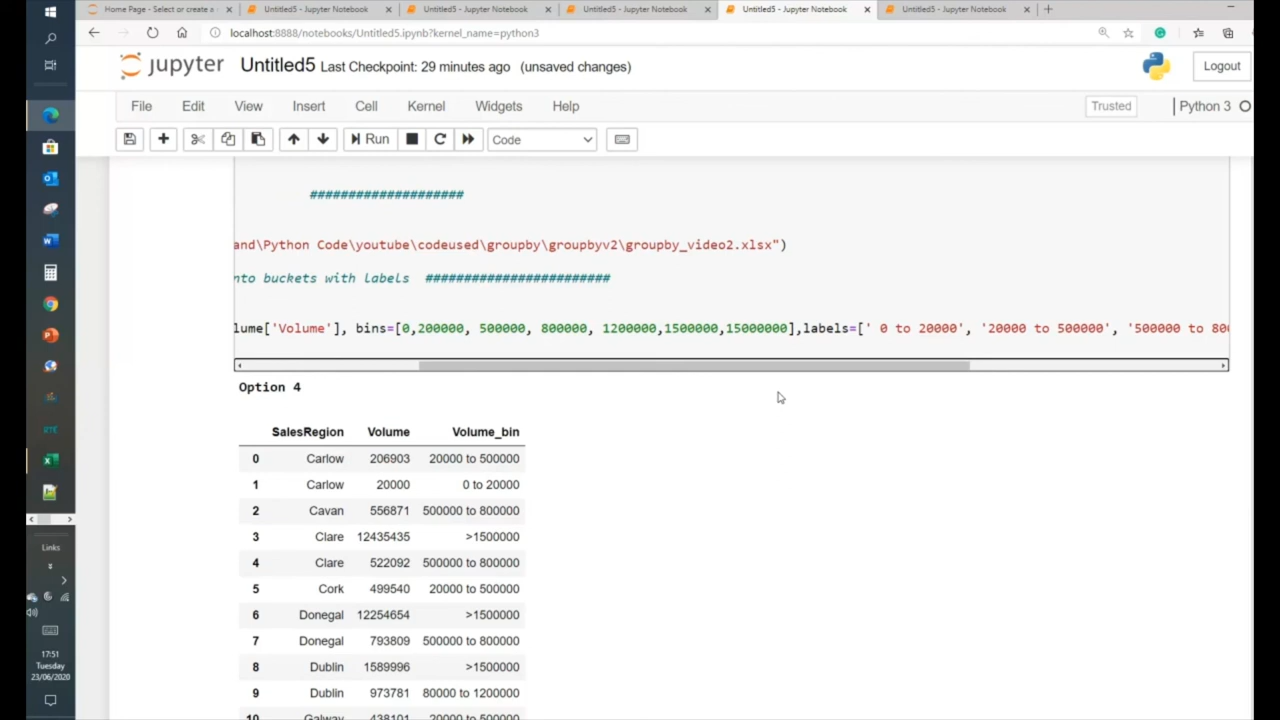 Home Page - Select or create a
Untitled5 - Jupyter Notebook
Untitled5 - Jupyter Notebook
Untitled5 - Jupyter Notebook
Untitled5 - Jupyter Notebook
Untitled5 - Jupyter Notebook
localhost:8888/notebooks/Untitled5.ipynb?kernel_name=python3
jupyter Untitled5 Last Checkpoint: 29 minutes ago (unsaved changes)
Logout
File Edit View Insert Cell Kernel Widgets Help
Trusted
Python 3
Run
Code
####################
and\Python Code\youtube\codeused\groupby\groupbyv2\groupby_video2.xlsx")
nto buckets with labels ########################
lume['Volume'], bins=[0,200000, 500000, 800000, 1200000,1500000,15000000],labels=[' 0 to 20000', '20000 to 500000', '500000 to 80
Option 4
SalesRegion Volume Volume_bin
0 Carlow 206903 20000 to 500000
1 Carlow 20000 0 to 20000
2 Cavan 556871 500000 to 800000
3 Clare 12435435 >1500000
4 Clare 522092 500000 to 800000
5 Cork 499540 20000 to 500000
6 Donegal 12254654 >1500000
7 Donegal 793809 500000 to 800000
8 Dublin 1589996 >1500000
9 Dublin 973781 80000 to 1200000
10 Galway 438101 20000 to 500000
Links
17:51
Tuesday
23/06/2020